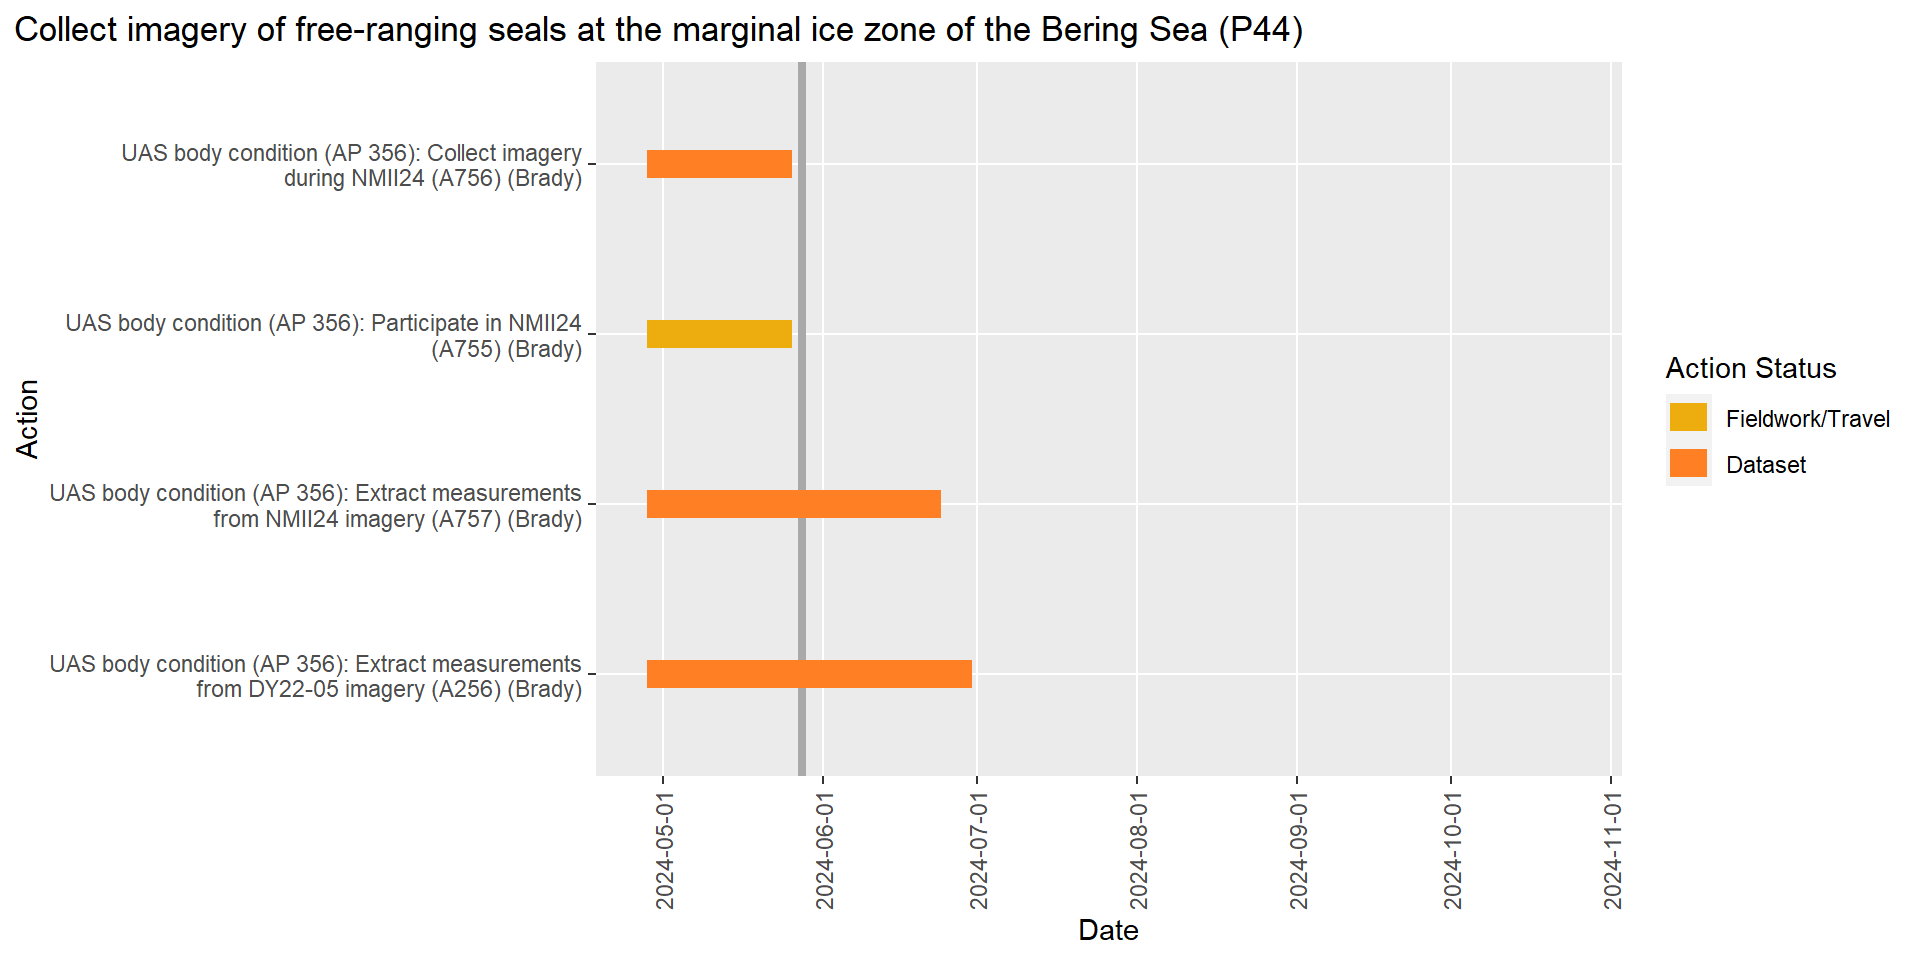 Collect imagery of free-ranging seals at the marginal ice zone of the Bering Sea (P44)
UAS body condition (AP 356): Collect imagery
during NMII24 (A756) (Brady)
UAS body condition (AP 356): Participate in NMII24
(A755) (Brady)
UAS body condition (AP 356): Extract measurements
from NMII24 imagery (A757) (Brady)
UAS body condition (AP 356): Extract measurements
from DY22-05 imagery (A256) (Brady)
Action
2024-05-01
2024-06-01
2024-07-01
2024-08-01
2024-09-01
2024-10-01
2024-11-01
Date
Action Status
Fieldwork/Travel
Dataset